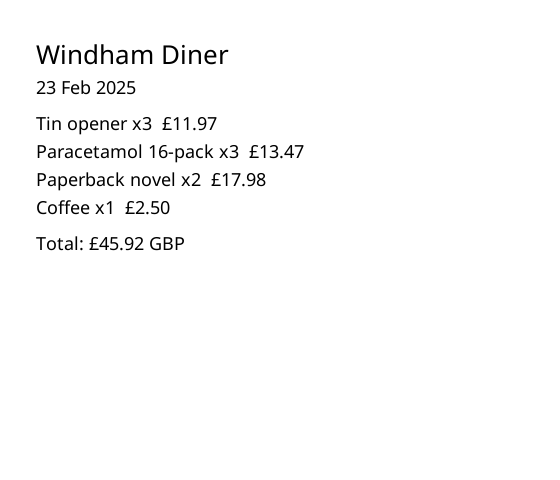 Windham Diner
23 Feb 2025
Tin opener x3 £11.97
Paracetamol 16-pack x3 £13.47
Paperback novel x2 £17.98
Coffee x1 £2.50
Total: £45.92 GBP